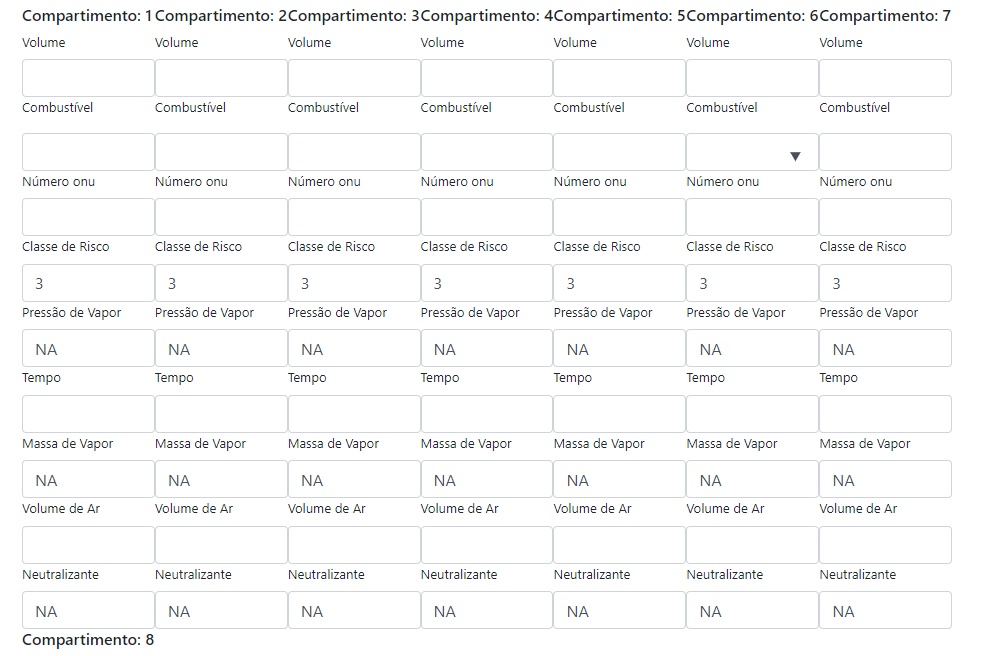 Compartimento: 1 Compartimento: 2 Compartimento: 3 Compartimento: 4 Compartimento: 5 Compartimento: 6 Compartimento: 7
Volume Volume Volume Volume Volume Volume Volume
Combustível Combustível Combustível Combustível Combustível Combustível Combustível
Número onu Número onu Número onu Número onu Número onu Número onu Número onu
Classe de Risco Classe de Risco Classe de Risco Classe de Risco Classe de Risco Classe de Risco Classe de Risco
3 3 3 3 3 3 3
Pressão de Vapor Pressão de Vapor Pressão de Vapor Pressão de Vapor Pressão de Vapor Pressão de Vapor Pressão de Vapor
NA NA NA NA NA NA NA
Tempo Tempo Tempo Tempo Tempo Tempo Tempo
Massa de Vapor Massa de Vapor Massa de Vapor Massa de Vapor Massa de Vapor Massa de Vapor Massa de Vapor
NA NA NA NA NA NA NA
Volume de Ar Volume de Ar Volume de Ar Volume de Ar Volume de Ar Volume de Ar Volume de Ar
Neutralizante Neutralizante Neutralizante Neutralizante Neutralizante Neutralizante Neutralizante
NA NA NA NA NA NA NA
Compartimento: 8